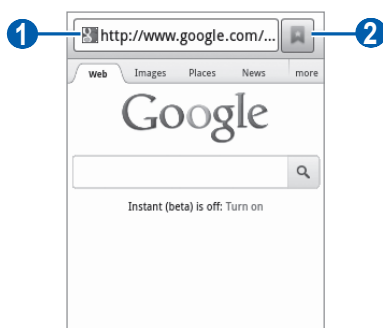 1 http://www.google.com/... 2
Web Images Places News more
Google
Instant (beta) is off: Turn on